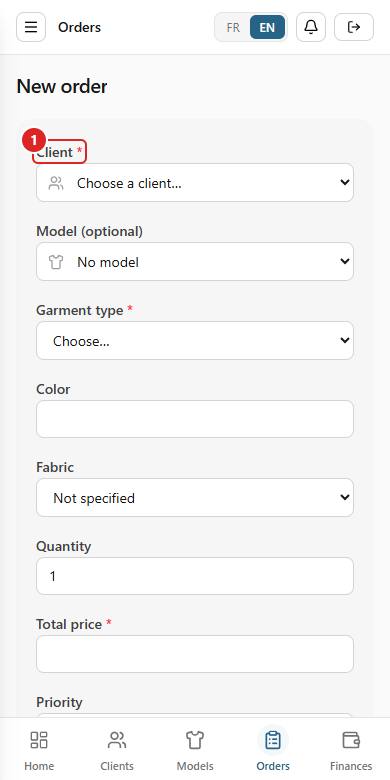 Orders
FR
EN
New order
1
Client *
Choose a client...
Model (optional)
No model
Garment type *
Choose...
Color
Fabric
Not specified
Quantity
1
Total price *
Priority
Home
Clients
Models
Orders
Finances